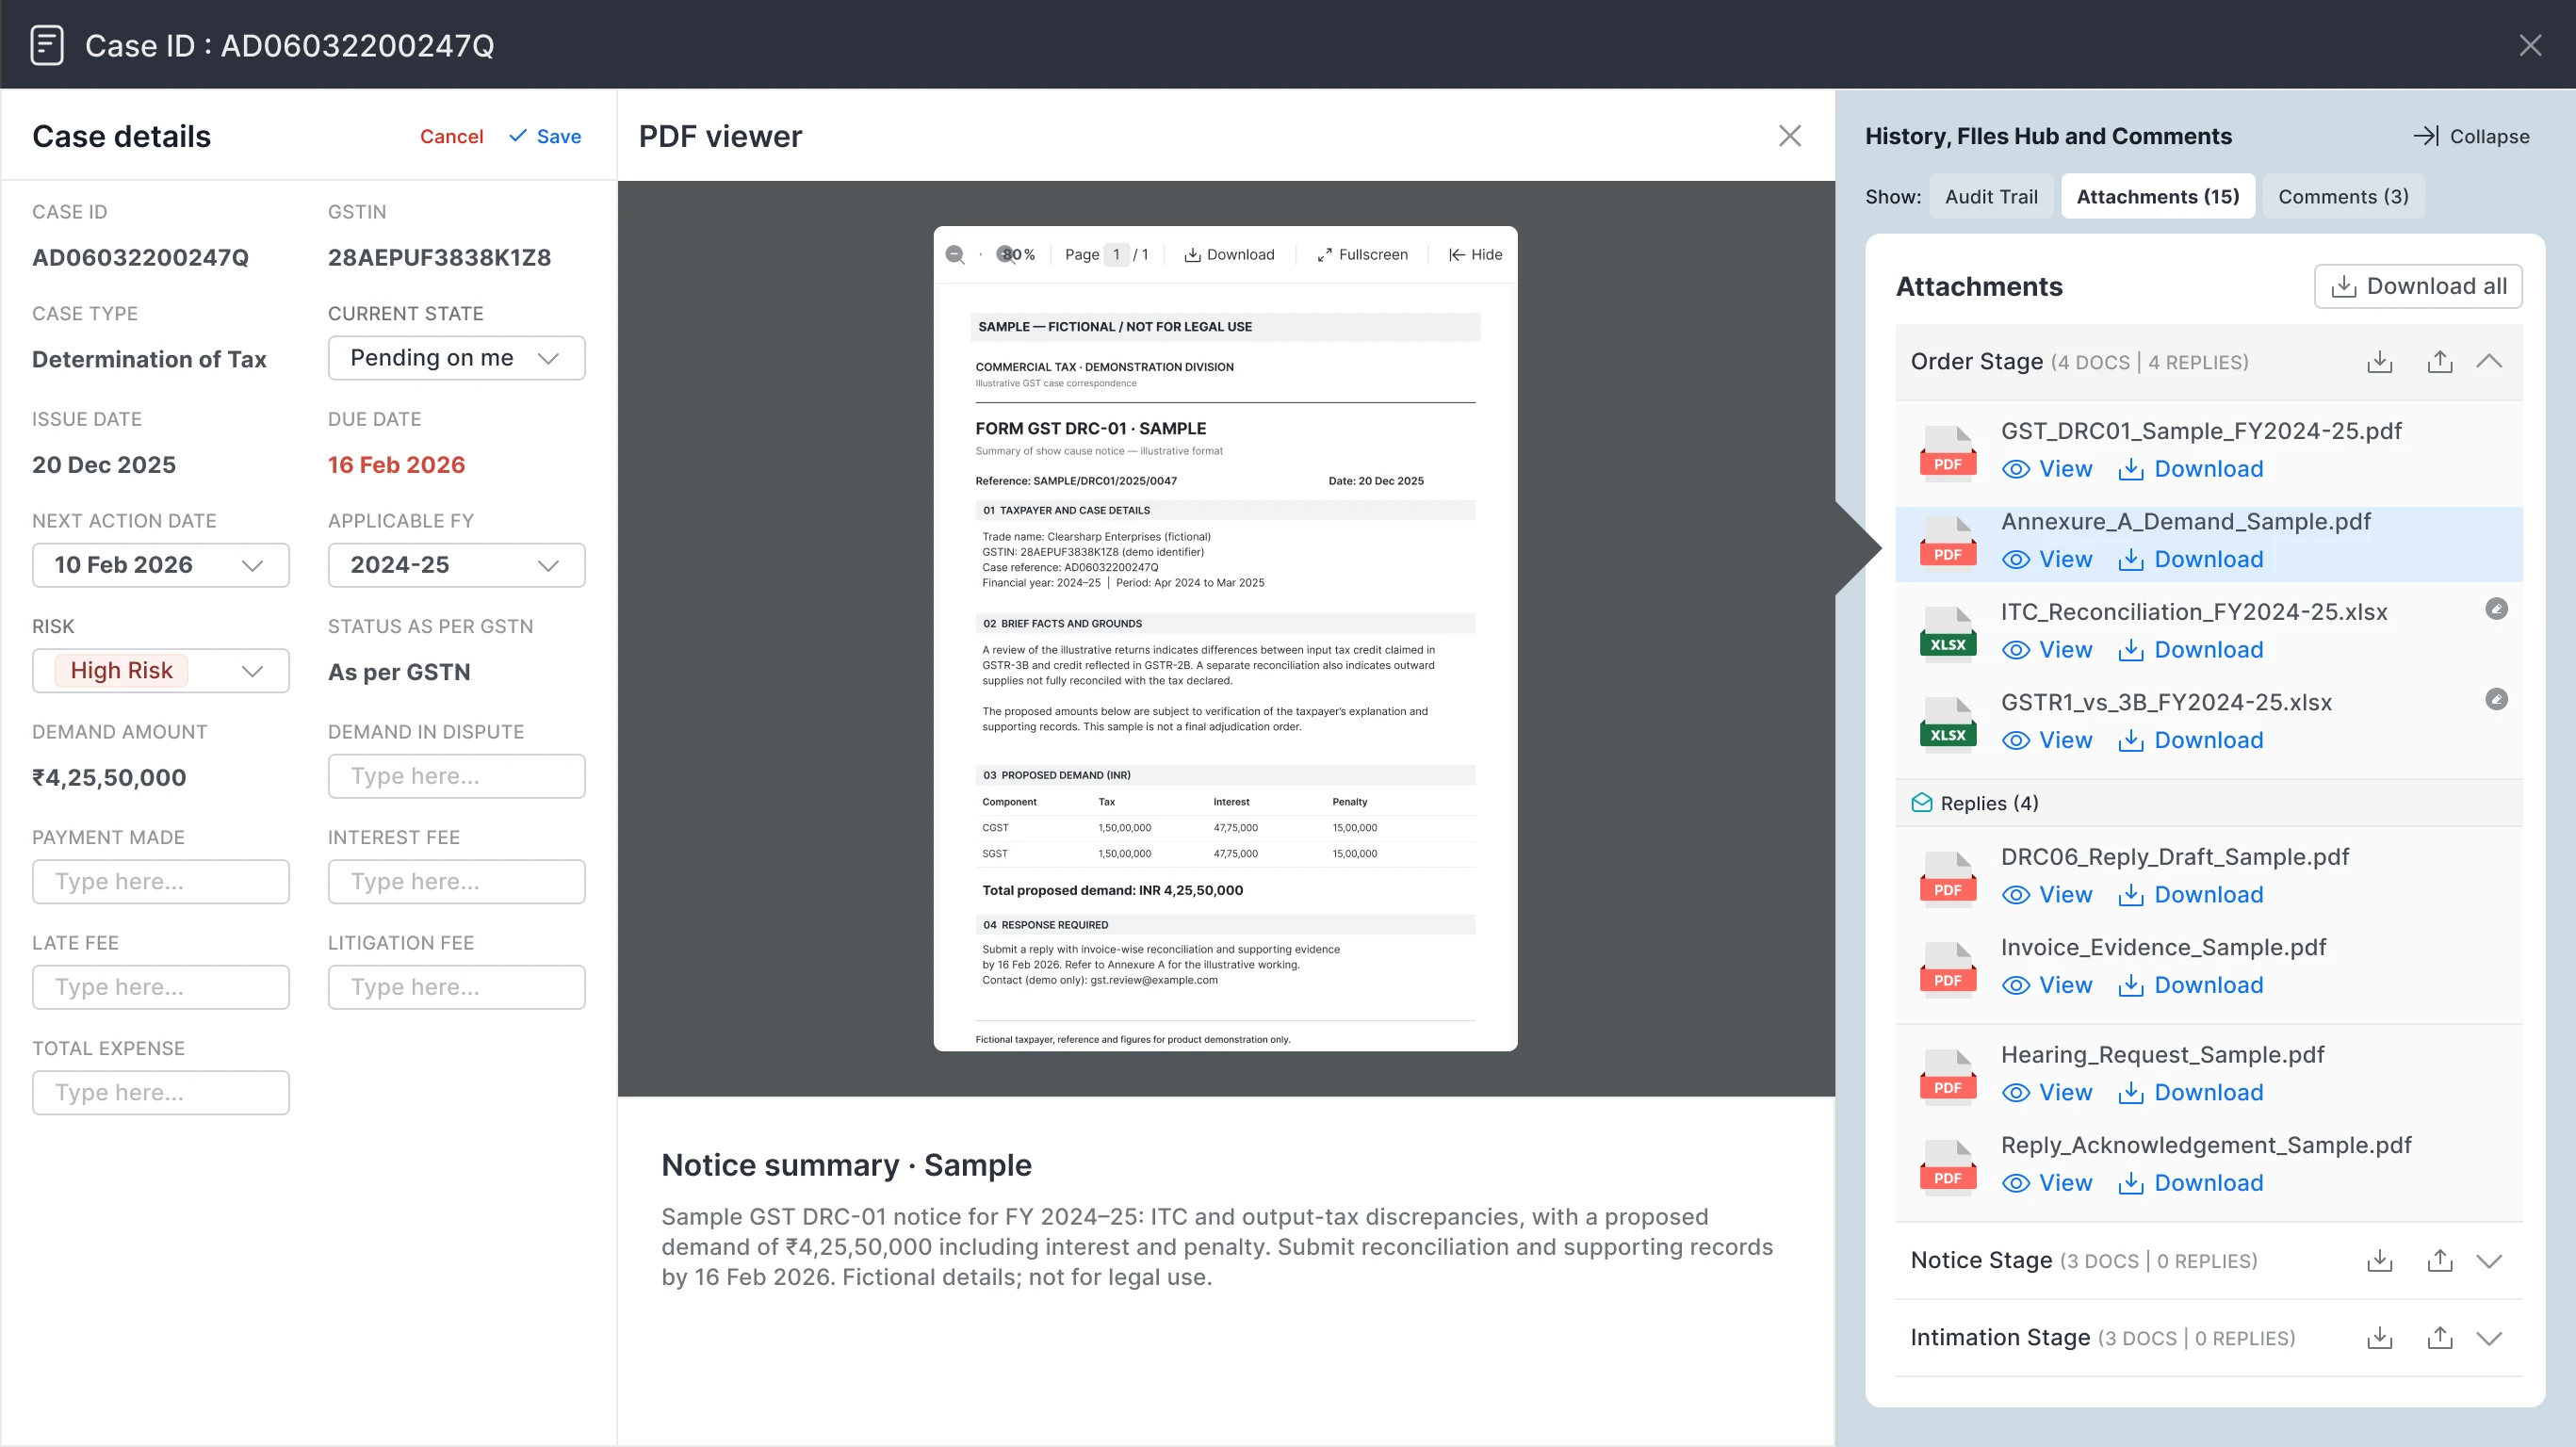 Case ID : AD06032200247Q
Case details
Cancel
Save
CASE ID
GSTIN
AD06032200247Q
28AEPUF3838K1Z8
CASE TYPE
CURRENT STATE
Determination of Tax
Pending on me
ISSUE DATE
DUE DATE
20 Dec 2025
16 Feb 2026
NEXT ACTION DATE
APPLICABLE FY
10 Feb 2026
2024-25
RISK
STATUS AS PER GSTN
High Risk
As per GSTN
DEMAND AMOUNT
DEMAND IN DISPUTE
₹4,25,50,000
Type here...
PAYMENT MADE
INTEREST FEE
Type here...
Type here...
LATE FEE
LITIGATION FEE
Type here...
Type here...
TOTAL EXPENSE
Type here...
PDF viewer
80%
Page 1 / 1
Download
Fullscreen
Hide
SAMPLE — FICTIONAL / NOT FOR LEGAL USE
COMMERCIAL TAX · DEMONSTRATION DIVISION
Illustrative GST case correspondence
FORM GST DRC-01 · SAMPLE
Summary of show cause notice — illustrative format
Reference: SAMPLE/DRC01/2025/0047
Date: 20 Dec 2025
01 TAXPAYER AND CASE DETAILS
Trade name: Clearsharp Enterprises (fictional)
GSTIN: 28AEPUF3838K1Z8 (demo identifier)
Case reference: AD06032200247Q
Financial year: 2024–25 | Period: Apr 2024 to Mar 2025
02 BRIEF FACTS AND GROUNDS
A review of the illustrative returns indicates differences between input tax credit claimed in
GSTR-3B and credit reflected in GSTR-2B. A separate reconciliation also indicates outward
supplies not fully reconciled with the tax declared.
The proposed amounts below are subject to verification of the taxpayer's explanation and
supporting records. This sample is not a final adjudication order.
03 PROPOSED DEMAND (INR)
Component Tax Interest Penalty
CGST 1,50,00,000 47,75,000 15,00,000
SGST 1,50,00,000 47,75,000 15,00,000
Total proposed demand: INR 4,25,50,000
04 RESPONSE REQUIRED
Submit a reply with invoice-wise reconciliation and supporting evidence
by 16 Feb 2026. Refer to Annexure A for the illustrative working.
Contact (demo only): gst.review@example.com
Fictional taxpayer, reference and figures for product demonstration only.
Notice summary · Sample
Sample GST DRC-01 notice for FY 2024–25: ITC and output-tax discrepancies, with a proposed
demand of ₹4,25,50,000 including interest and penalty. Submit reconciliation and supporting records
by 16 Feb 2026. Fictional details; not for legal use.
History, FIles Hub and Comments
Collapse
Show:
Audit Trail
Attachments (15)
Comments (3)
Attachments
Download all
Order Stage (4 DOCS | 4 REPLIES)
GST_DRC01_Sample_FY2024-25.pdf
PDF
View
Download
Annexure_A_Demand_Sample.pdf
PDF
View
Download
ITC_Reconciliation_FY2024-25.xlsx
XLSX
View
Download
GSTR1_vs_3B_FY2024-25.xlsx
XLSX
View
Download
Replies (4)
DRC06_Reply_Draft_Sample.pdf
PDF
View
Download
Invoice_Evidence_Sample.pdf
PDF
View
Download
Hearing_Request_Sample.pdf
PDF
View
Download
Reply_Acknowledgement_Sample.pdf
PDF
View
Download
Notice Stage (3 DOCS | 0 REPLIES)
Intimation Stage (3 DOCS | 0 REPLIES)